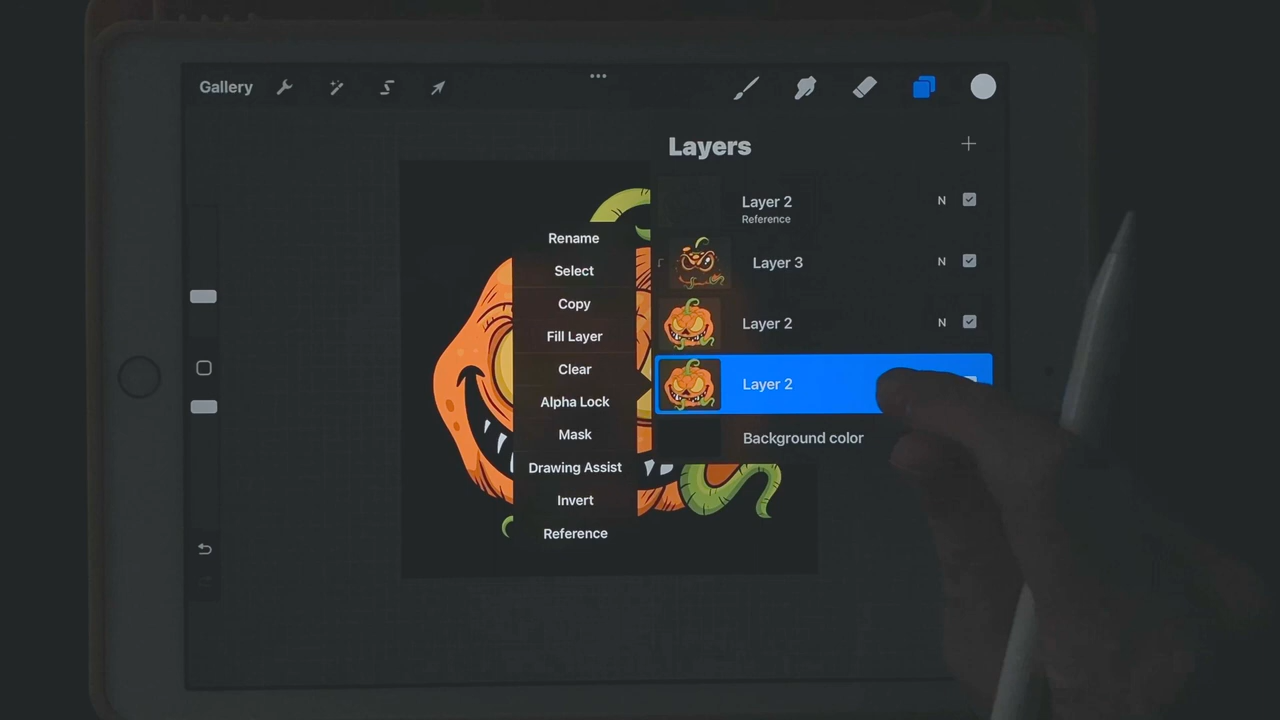 Gallery
Layers
Layer 2
N
Reference
Layer 3
N
Layer 2
N
Layer 2
Background color
Rename
Select
Copy
Fill Layer
Clear
Alpha Lock
Mask
Drawing Assist
Invert
Reference